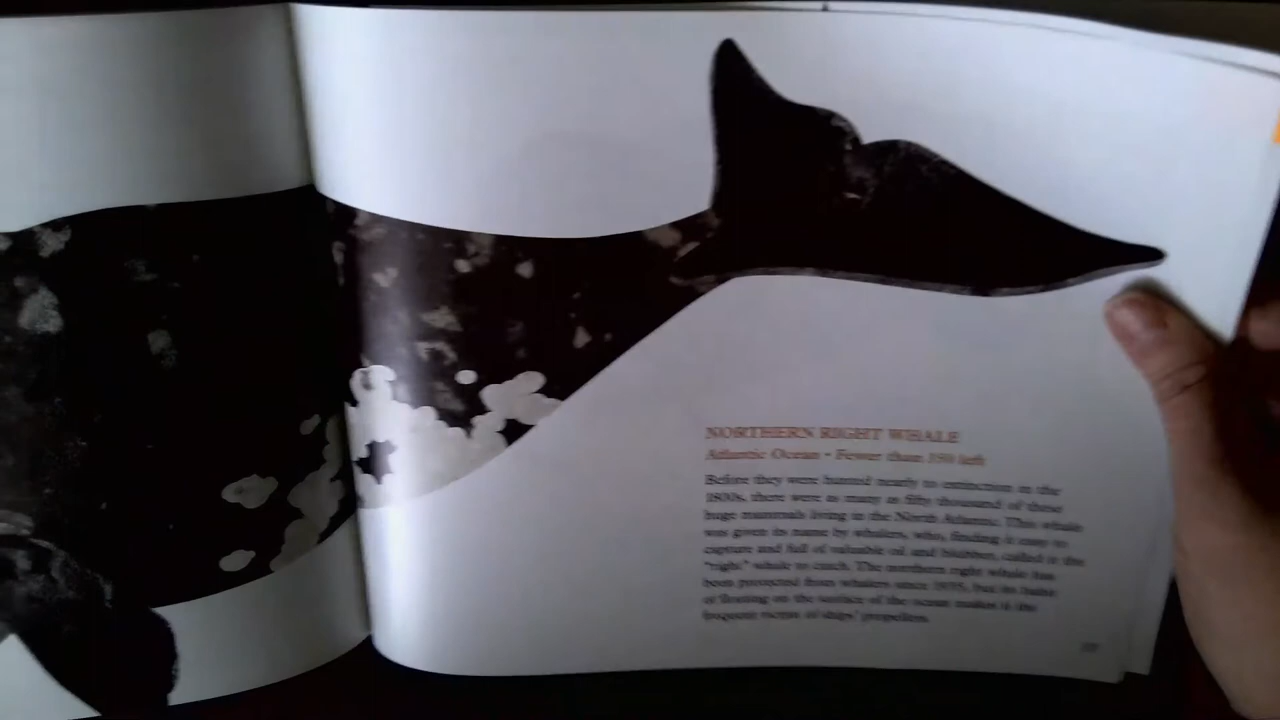 NORTHERN RIGHT WHALE
Atlantic Ocean • Fewer than 350 left
Before they were hunted nearly to extinction in the
1800s, there were as many as fifty thousand of these
huge mammals living in the North Atlantic. This whale
was given its name by whalers, who, finding it easy to
capture and full of valuable oil and blubber, called it the
"right" whale to catch. The northern right whale has
been protected from whalers since but its habit
of floating on the surface of the ocean makes it the
frequent victim of ships' propellers.